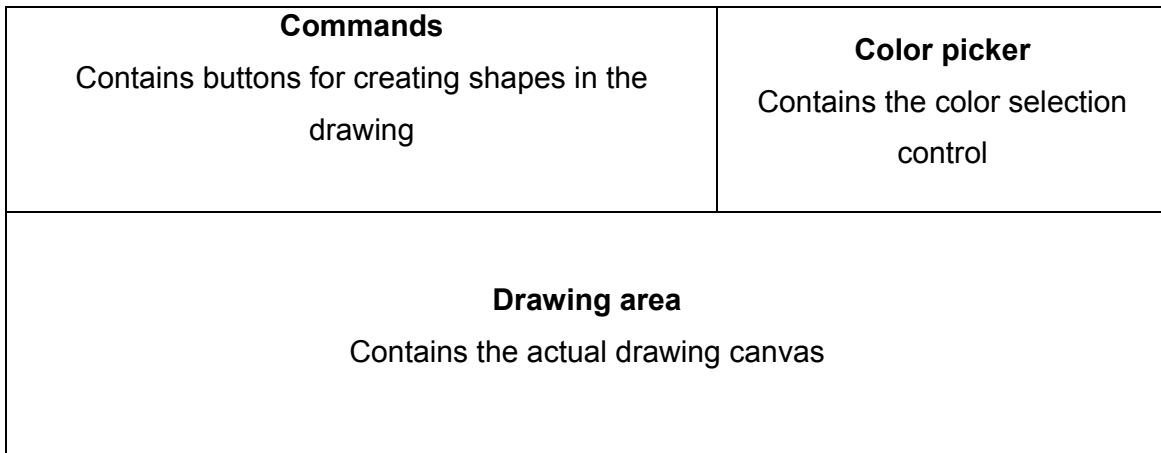 Commands
Contains buttons for creating shapes in the
drawing
Color picker
Contains the color selection
control
Drawing area
Contains the actual drawing canvas